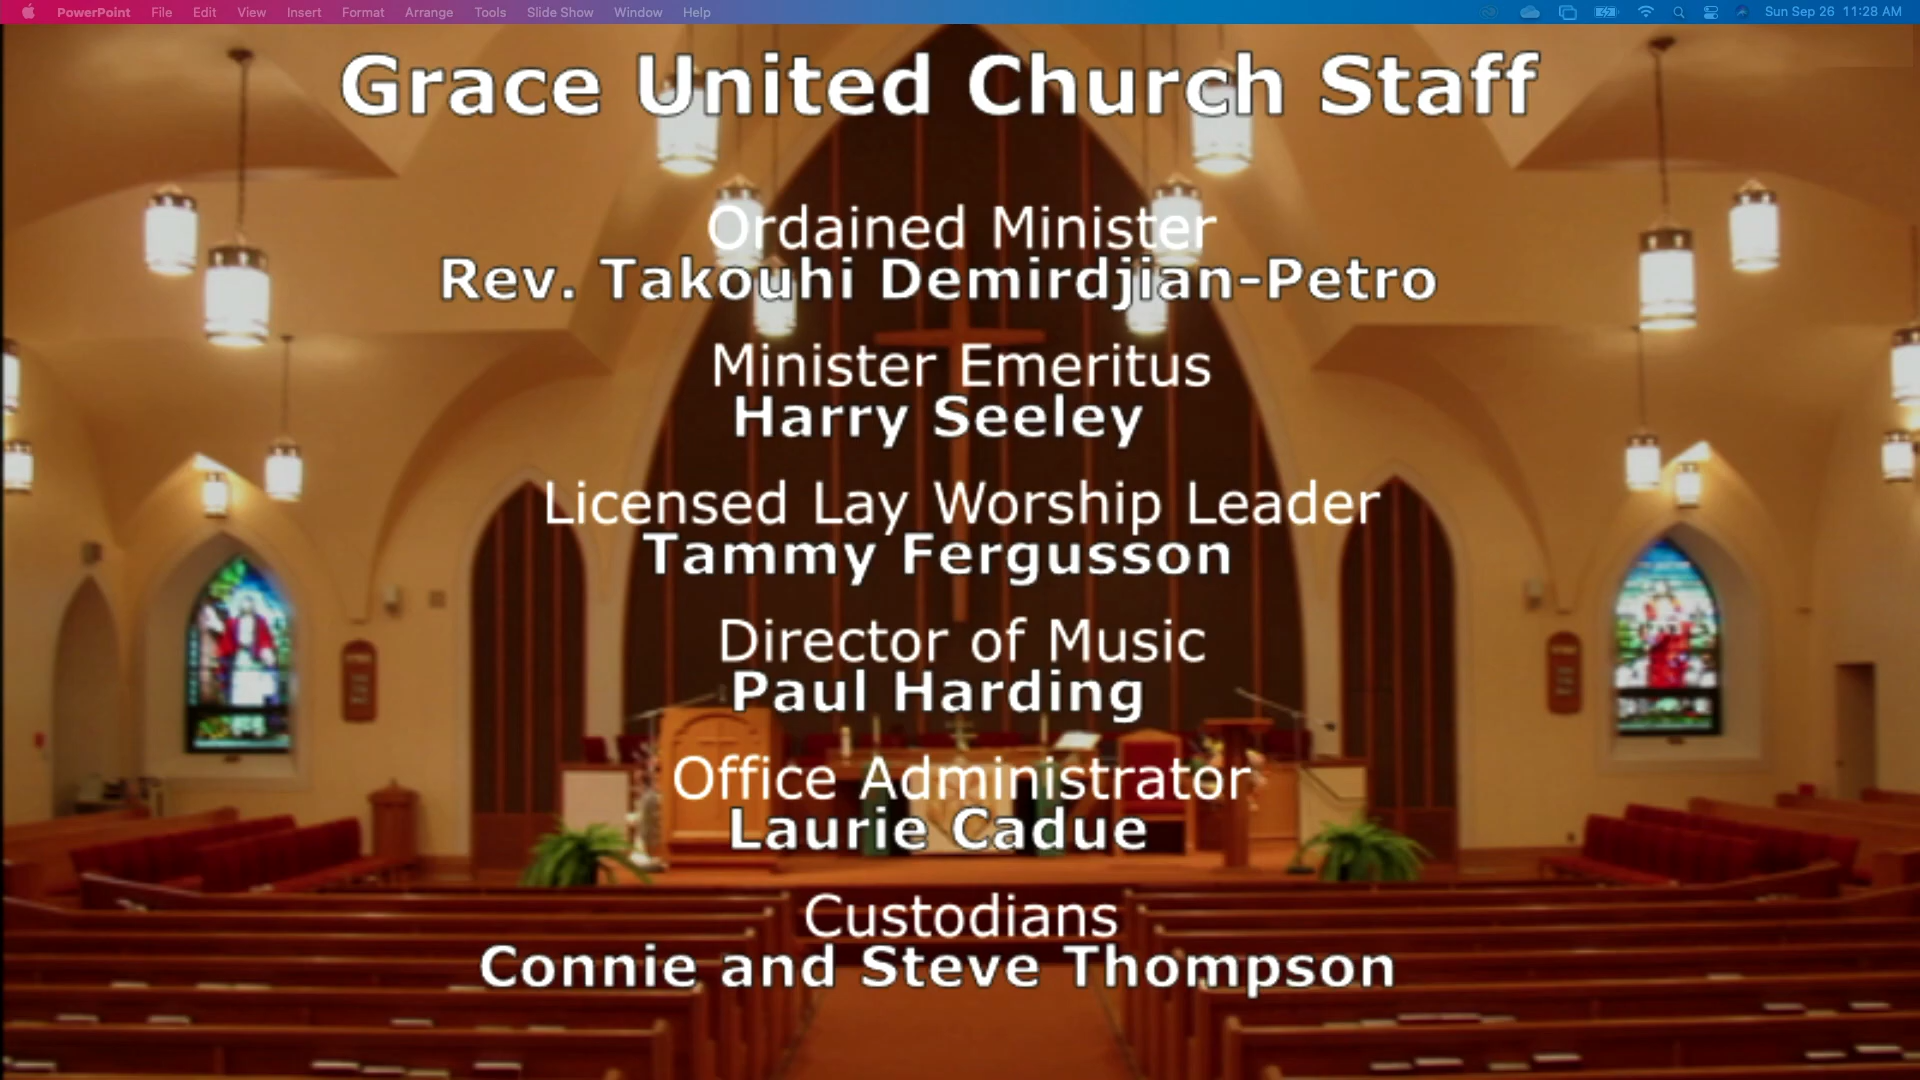 PowerPoint File Edit View Insert Format Arrange Tools Slide Show Window Help Sun Sep 26 11:28 AM
Grace United Church Staff
Ordained Minister
Rev. Takouhi Demirdjian-Petro
Minister Emeritus
Harry Seeley
Licensed Lay Worship Leader
Tammy Fergusson
Director of Music
Paul Harding
Office Administrator
Laurie Cadue
Custodians
Connie and Steve Thompson